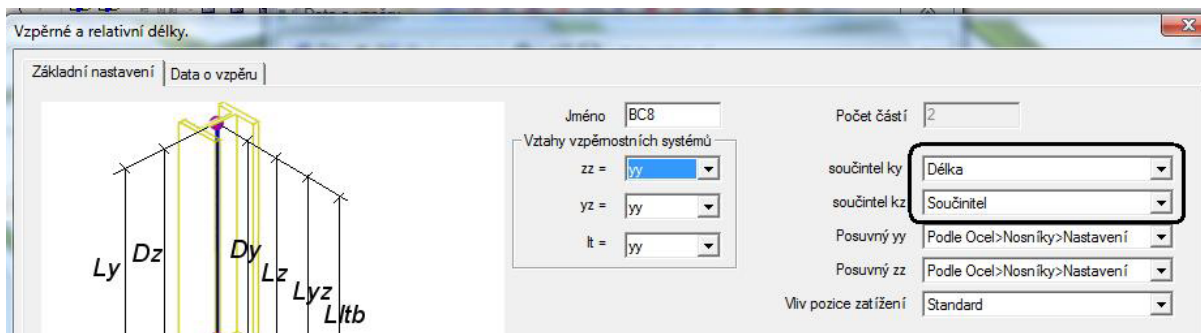 Vzpěrné a relativní délky.
Základní nastavení
Data o vzpěru
Jméno BC8
Vztahy vzpěrnostních systémů
zz = yy
yz = yy
lt = yy
Počet částí 2
součintel ky Délka
součintel kz Součinitel
Posuvný yy Podle Ocel>Nosníky>Nastavení
Posuvný zz Podle Ocel>Nosníky>Nastavení
Vliv pozice zatížení Standard
Ly
Dz
Dy
Lz
Lyz
Lltb